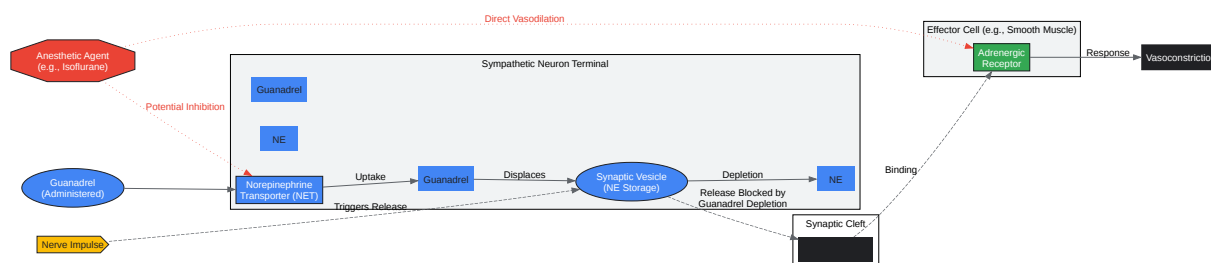 Direct Vasodilation
Effector Cell (e.g., Smooth Muscle)
Anesthetic Agent
(e.g., Isoflurane)
Adrenergic
Receptor
Response
Vasoconstriction
Sympathetic Neuron Terminal
Guanadrel
Potential Inhibition
NE
Guanadrel
(Administered)
Norepinephrine
Transporter (NET)
Uptake
Guanadrel
Displaces
Synaptic Vesicle
(NE Storage)
Depletion
NE
Binding
Release Blocked by
Guanadrel Depletion
Triggers Release
Nerve Impulse
Synaptic Cleft